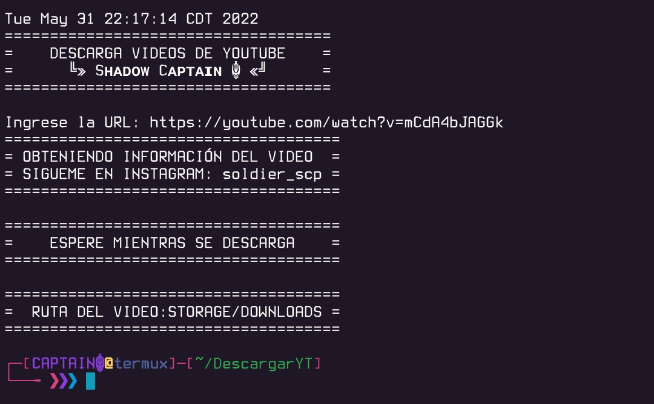 Tue May 31 22:17:14 CDT 2022
====================================
=    DESCARGA VIDEOS DE YOUTUBE    =
=      ╚» Sʜᴀᴅᴏᴡ Cᴀᴘᴛᴀɪɴ «╝      =
====================================
Ingrese la URL: https://youtube.com/watch?v=mCdA4bJAGGk
=====================================
= OBTENIENDO INFORMACIÓN DEL VIDEO  =
= SIGUEME EN INSTAGRAM: soldier_scp =
=====================================
=====================================
=    ESPERE MIENTRAS SE DESCARGA    =
=====================================
=====================================
=  RUTA DEL VIDEO:STORAGE/DOWNLOADS =
=====================================
┌─[CAPTAIN@termux]─[~/DescargarYT]
└──╼ ❯❯❯